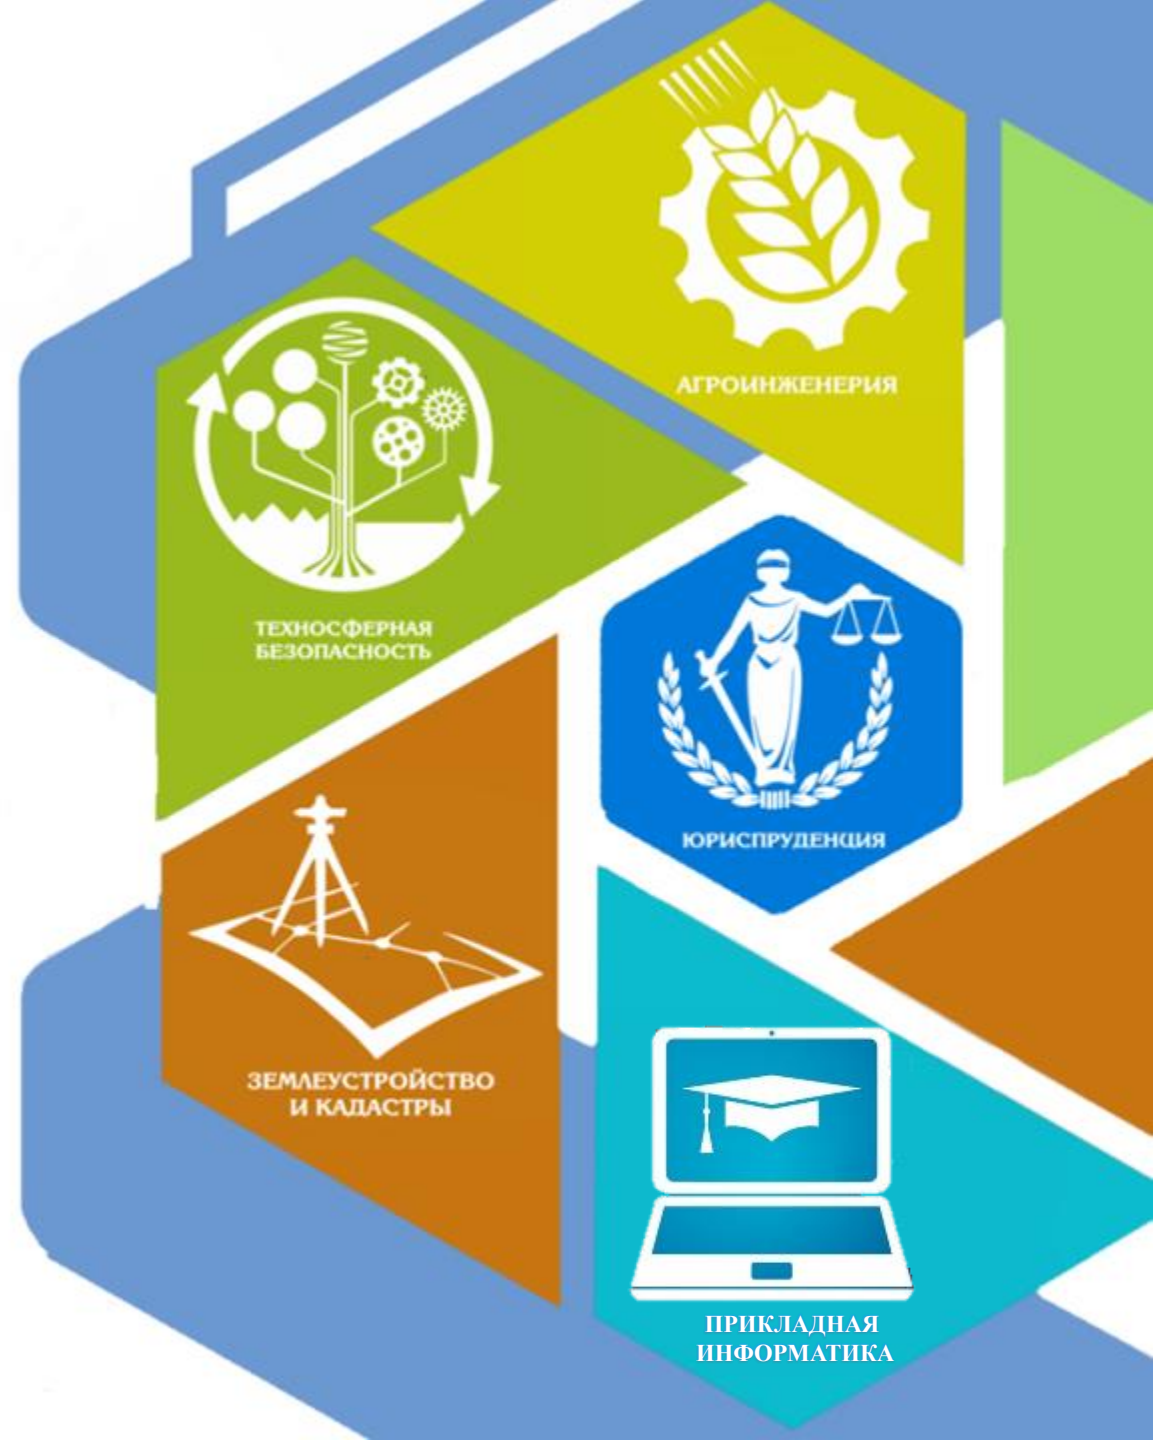 АГРОИНЖЕНЕРИЯ
ТЕХНОСФЕРНАЯ
БЕЗОПАСНОСТЬ
ЮРИСПРУДЕНЦИЯ
ЗЕМЛЕУСТРОЙСТВО
И КАДАСТРЫ
ПРИКЛАДНАЯ
ИНФОРМАТИКА